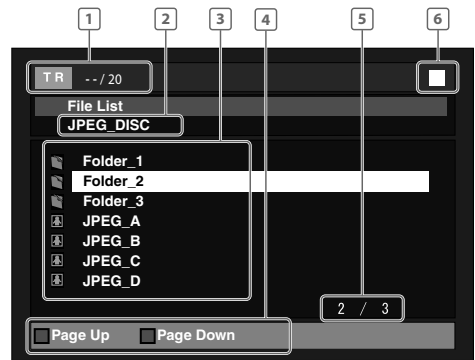 1 2 3 4 5 6
TR --/20
File List
JPEG_DISC
Folder_1
Folder_2
Folder_3
JPEG_A
JPEG_B
JPEG_C
JPEG_D
2 / 3
Page Up Page Down